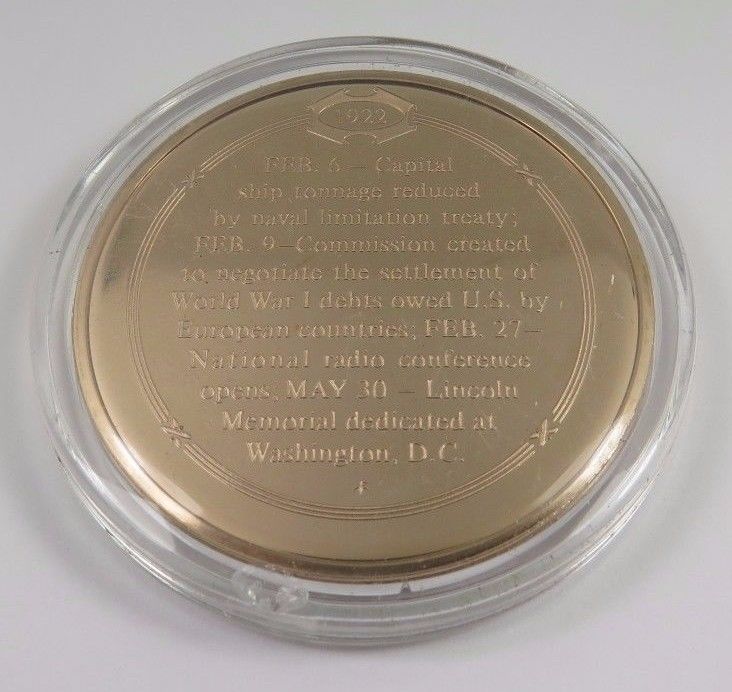 1922
FEB. 6 – Capital
ship tonnage reduced
by naval limitation treaty;
FEB. 9–Commission created
to negotiate the settlement of
World War I debts owed U.S. by
European countries; FEB. 27–
National radio conference
opens; MAY 30 – Lincoln
Memorial dedicated at
Washington, D.C.